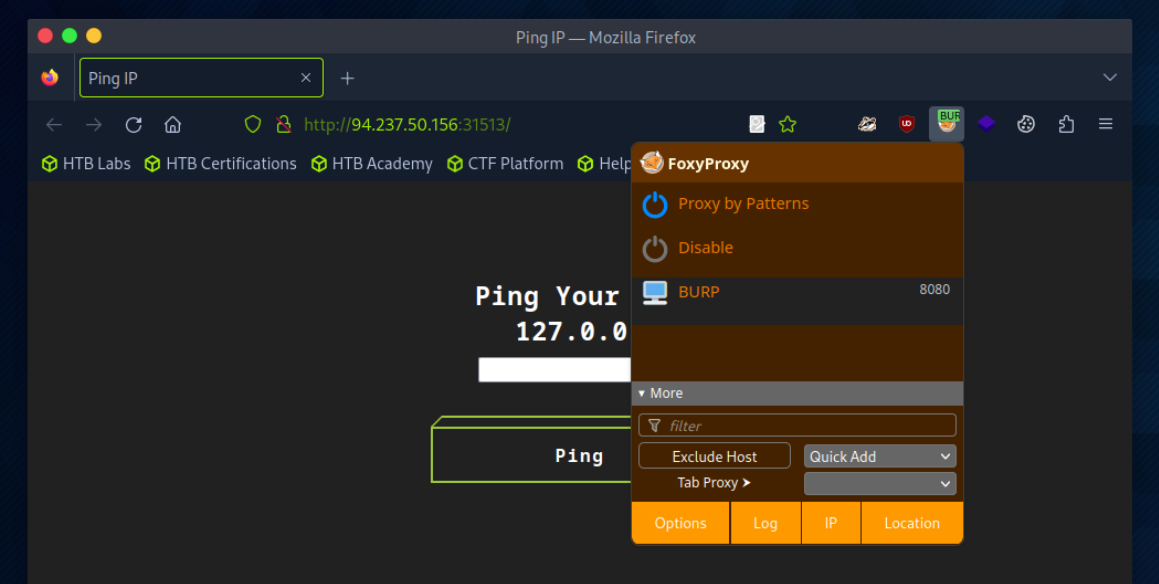 Ping IP — Mozilla Firefox
Ping IP
http://94.237.50.156:31513/
BUR
HTB Labs HTB Certifications HTB Academy CTF Platform Help
FoxyProxy
Proxy by Patterns
Disable
BURP 8080
Ping Your
127.0.0
▾ More
filter
Exclude Host Quick Add
Tab Proxy ➤
Ping
Options Log IP Location